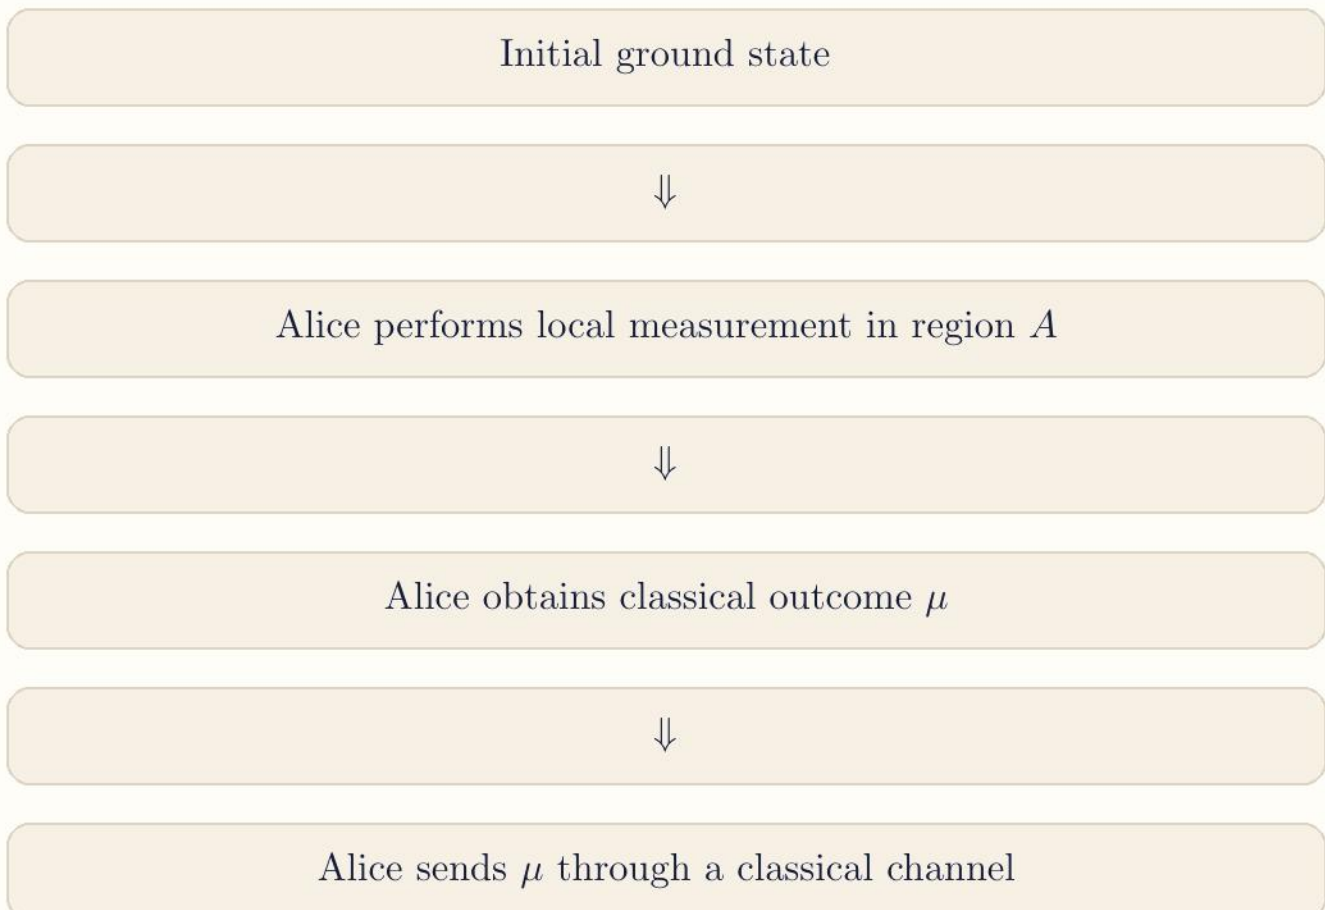 Initial ground state
⇓
Alice performs local measurement in region A
⇓
Alice obtains classical outcome μ
⇓
Alice sends μ through a classical channel